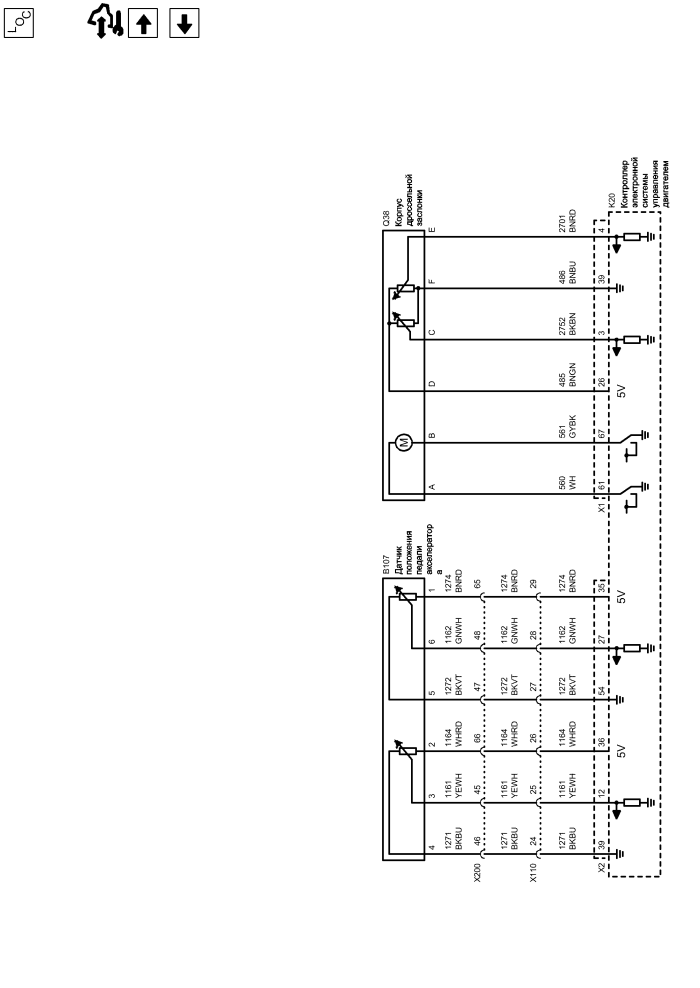 LOC
B107
Датчик
положения
педали
акселератор
а
Q38
Корпус
дроссельной
заслонки
M
4 3 2 5 6 1 A B D C F E
1271 1161 1164 1272 1162 1274
BKBU YEWH WHRD BKVT GNWH BNRD
X200 46 45 66 47 48 65
1271 1161 1164 1272 1162 1274
BKBU YEWH WHRD BKVT GNWH BNRD
X110 24 25 26 27 28 29
1271 1161 1164 1272 1162 1274 560 561 485 2752 486 2701
BKBU YEWH WHRD BKVT GNWH BNRD WH GYBK BNGN BKBN BNBU BNRD
X2 39 12 36 54 27 35 X1 61 67 26 3 39 4
5V 5V 5V
K20
Контроллер
электронной
системы
управления
двигателем